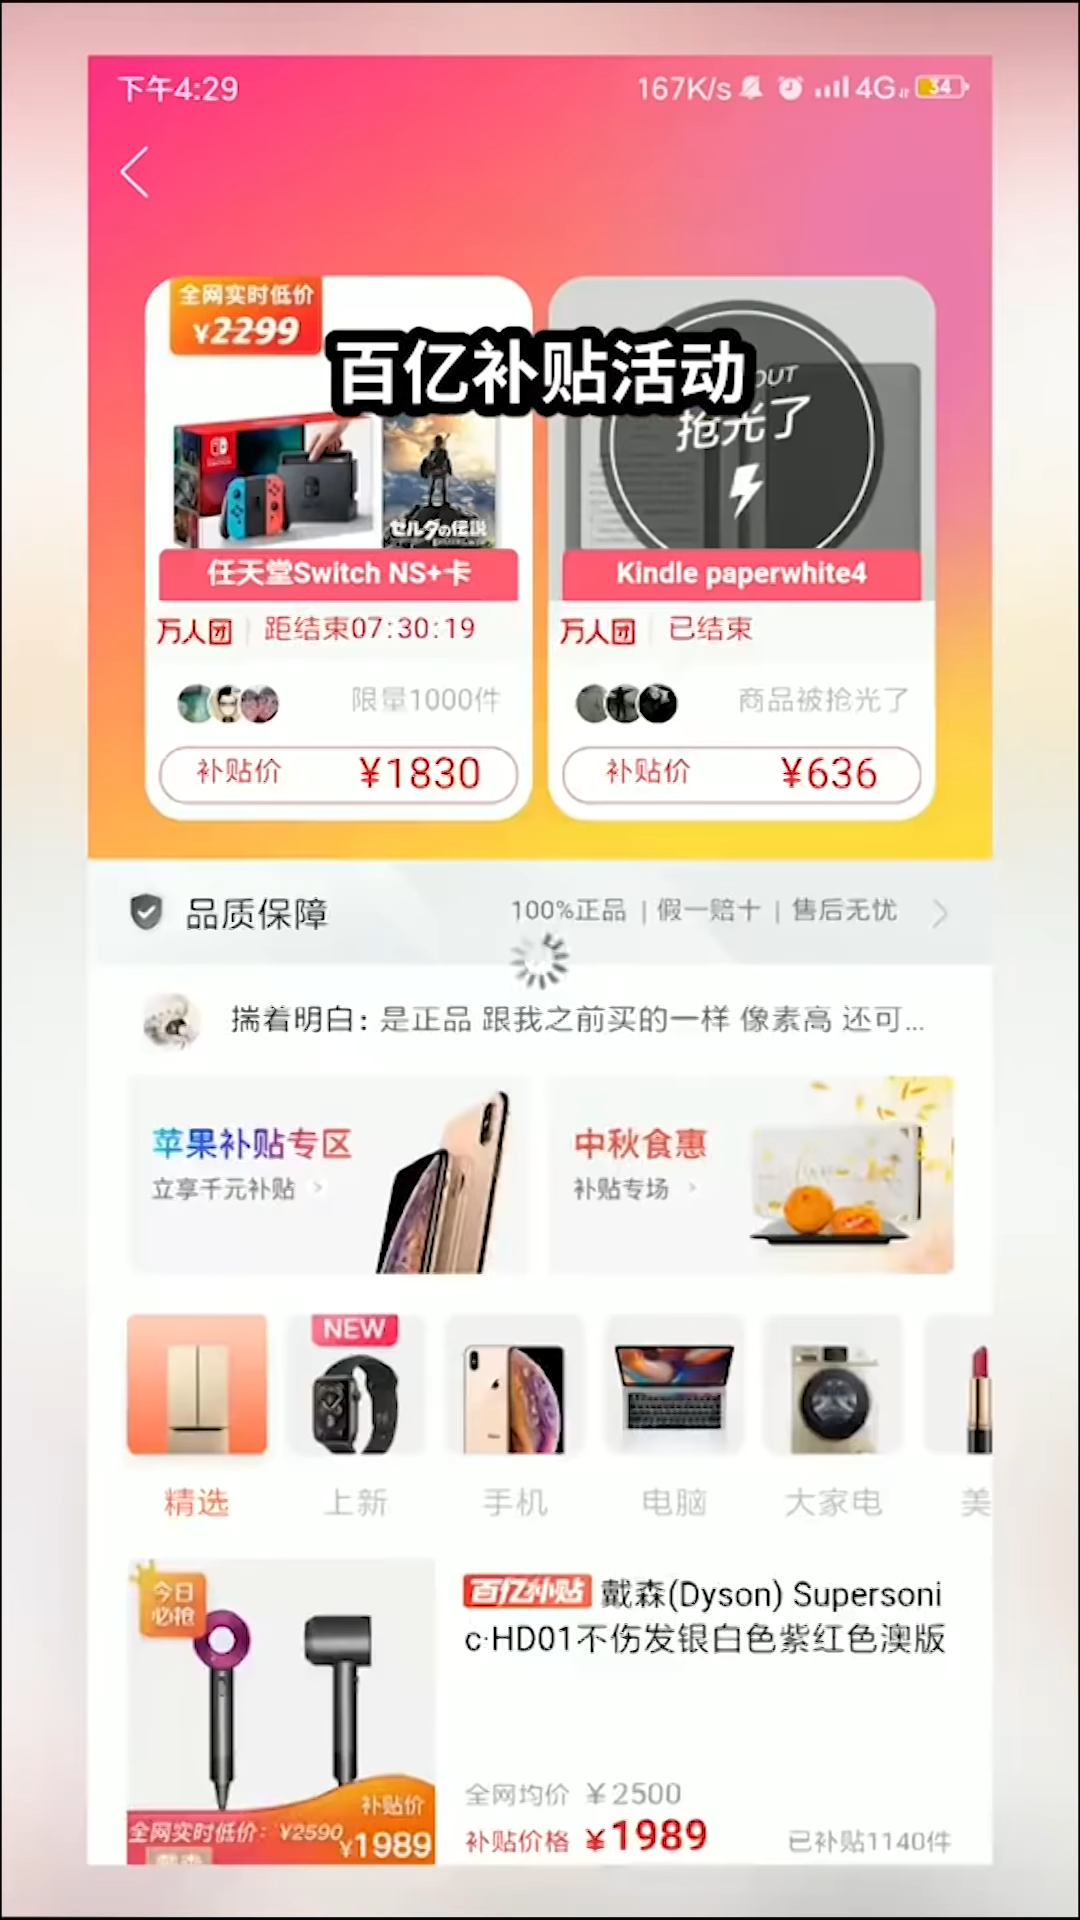 下午4:29
167K/s
4G
34
全网实时低价
¥2299
百亿补贴活动
OUT
抢光了
セルダの伝説
任天堂Switch NS+卡
Kindle paperwhite4
万人团 距结束07:30:19
万人团 已结束
限量1000件
商品被抢光了
补贴价 ¥1830
补贴价 ¥636
品质保障
100%正品 | 假一赔十 | 售后无忧
揣着明白: 是正品 跟我之前买的一样 像素高 还可...
苹果补贴专区
立享千元补贴 >
中秋食惠
补贴专场 >
NEW
精选
上新
手机
电脑
大家电
美
今日
必抢
百亿补贴 戴森(Dyson) Supersoni
c·HD01不伤发银白色紫红色澳版
全网均价 ¥2500
补贴价格 ¥1989
已补贴1140件
补贴价
全网实时低价: ¥2590
¥1989